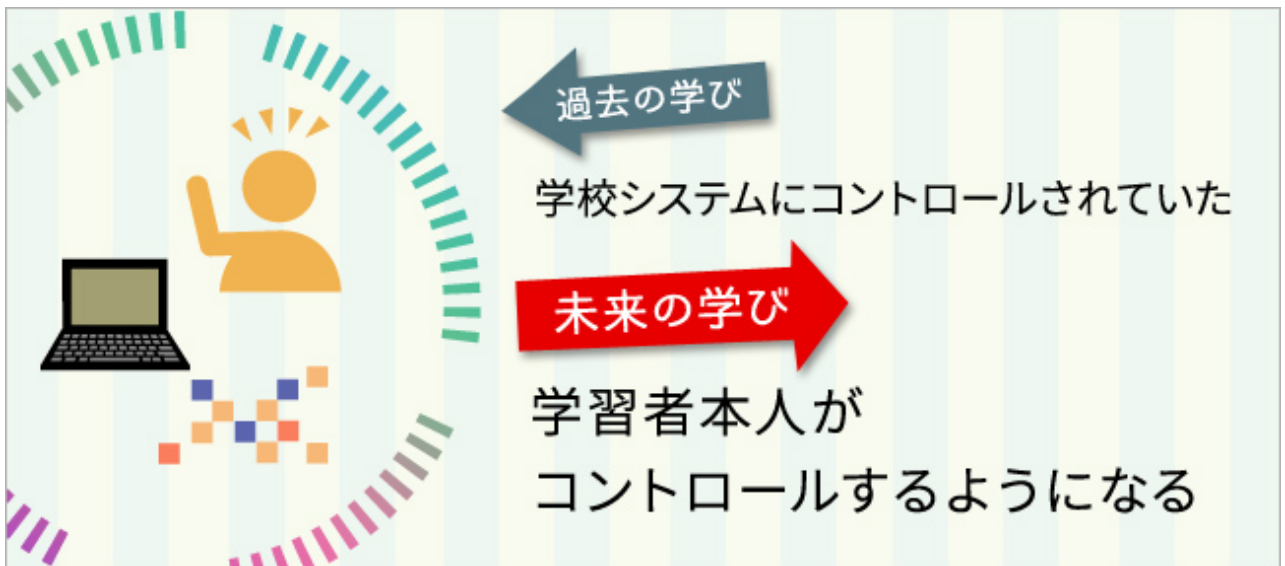 過去の学び
学校システムにコントロールされていた
未来の学び
学習者本人が
コントロールするようになる